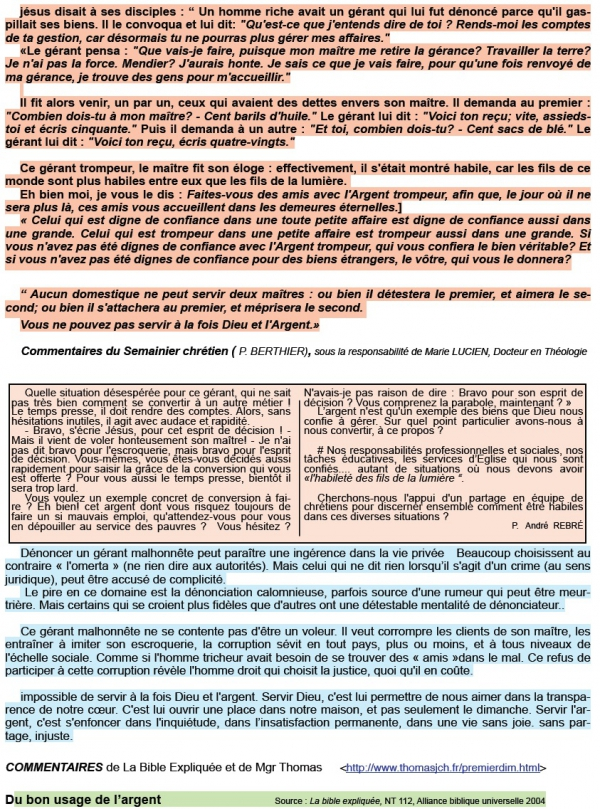 jésus disait à ses disciples : “ Un homme riche avait un gérant qui lui fut dénoncé parce qu'il gas-
pillait ses biens. Il le convoqua et lui dit: "Qu'est-ce que j'entends dire de toi ? Rends-moi les comptes
de ta gestion, car désormais tu ne pourras plus gérer mes affaires."
«Le gérant pensa : "Que vais-je faire, puisque mon maître me retire la gérance? Travailler la terre?
Je n'ai pas la force. Mendier? J'aurais honte. Je sais ce que je vais faire, pour qu'une fois renvoyé de
ma gérance, je trouve des gens pour m'accueillir."
Il fit alors venir, un par un, ceux qui avaient des dettes envers son maître. Il demanda au premier :
"Combien dois-tu à mon maître? - Cent barils d'huile." Le gérant lui dit : "Voici ton reçu; vite, assieds-
toi et écris cinquante." Puis il demanda à un autre : "Et toi, combien dois-tu? - Cent sacs de blé." Le
gérant lui dit : "Voici ton reçu, écris quatre-vingts."
Ce gérant trompeur, le maître fit son éloge : effectivement, il s'était montré habile, car les fils de ce
monde sont plus habiles entre eux que les fils de la lumière.
Eh bien moi, je vous le dis : Faites-vous des amis avec l'Argent trompeur, afin que, le jour où il ne
sera plus là, ces amis vous accueillent dans les demeures éternelles.]
« Celui qui est digne de confiance dans une toute petite affaire est digne de confiance aussi dans
une grande. Celui qui est trompeur dans une petite affaire est trompeur aussi dans une grande. Si
vous n'avez pas été dignes de confiance avec l'Argent trompeur, qui vous confiera le bien véritable? Et
si vous n'avez pas été dignes de confiance pour des biens étrangers, le vôtre, qui vous le donnera?
“ Aucun domestique ne peut servir deux maîtres : ou bien il détestera le premier, et aimera le se-
cond; ou bien il s'attachera au premier, et méprisera le second.
Vous ne pouvez pas servir à la fois Dieu et l'Argent.»
Commentaires du Semainier chrétien ( P. BERTHIER), sous la responsabilité de Marie LUCIEN, Docteur en Théologie
Quelle situation désespérée pour ce gérant, qui ne sait
pas très bien comment se convertir à un autre métier !
Le temps presse, il doit rendre des comptes. Alors, sans
hésitations inutiles, il agit avec audace et rapidité.
- Bravo, s'écrie Jésus, pour cet esprit de décision ! -
Mais il vient de voler honteusement son maître! - Je n'ai
pas dit bravo pour l'escroquerie, mais bravo pour l'esprit
de décision. Vous-mêmes, vous êtes-vous décidés aussi
rapidement pour saisir la grâce de la conversion qui vous
est offerte ? Pour vous aussi le temps presse, bientôt il
sera trop lard.
Vous voulez un exemple concret de conversion à fai-
re ? Eh bien! cet argent dont vous risquez toujours de
faire un si mauvais emploi, qu'attendez-vous pour vous
en dépouiller au service des pauvres ? Vous hésitez ?
N'avais-je pas raison de dire : Bravo pour son esprit de
décision ? Vous comprenez la parabole, maintenant ? »
L'argent n'est qu'un exemple des biens que Dieu nous
confie à gérer. Sur quel point particulier avons-nous à
nous convertir, à ce propos ?
# Nos responsabilités professionnelles et sociales, nos
tâches éducatives, les services d'Eglise qui nous sont
confiés.... autant de situations où nous devons avoir
«l'habileté des fils de la lumière “.
Cherchons-nous l'appui d'un partage en équipe de
chrétiens pour discerner ensemble comment être habiles
dans ces diverses situations ?
P. André REBRÉ
Dénoncer un gérant malhonnête peut paraître une ingérence dans la vie privée Beaucoup choisissent au
contraire « l'omerta » (ne rien dire aux autorités). Mais celui qui ne dit rien lorsqu'il s'agit d'un crime (au sens
juridique), peut être accusé de complicité.
Le pire en ce domaine est la dénonciation calomnieuse, parfois source d'une rumeur qui peut être meur-
trière. Mais certains qui se croient plus fidèles que d'autres ont une détestable mentalité de dénonciateur..
Ce gérant malhonnête ne se contente pas d'être un voleur. Il veut corrompre les clients de son maître, les
entraîner à imiter son escroquerie, la corruption sévit en tout pays, plus ou moins, et à tous niveaux de
l'échelle sociale. Comme si l'homme tricheur avait besoin de se trouver des « amis »dans le mal. Ce refus de
participer à cette corruption révèle l'homme droit qui choisit la justice, quoi qu'il en coûte.
impossible de servir à la fois Dieu et l'argent. Servir Dieu, c'est lui permettre de nous aimer dans la transpa-
rence de notre cœur. C'est lui ouvrir une place dans notre maison, et pas seulement le dimanche. Servir l'ar-
gent, c'est s'enfoncer dans l'inquiétude, dans l'insatisfaction permanente, dans une vie sans joie. sans par-
tage, injuste.
COMMENTAIRES de La Bible Expliquée et de Mgr Thomas <http://www.thomasjch.fr/premierdim.html>
Du bon usage de l'argent Source : La bible expliquée, NT 112, Alliance biblique universelle 2004